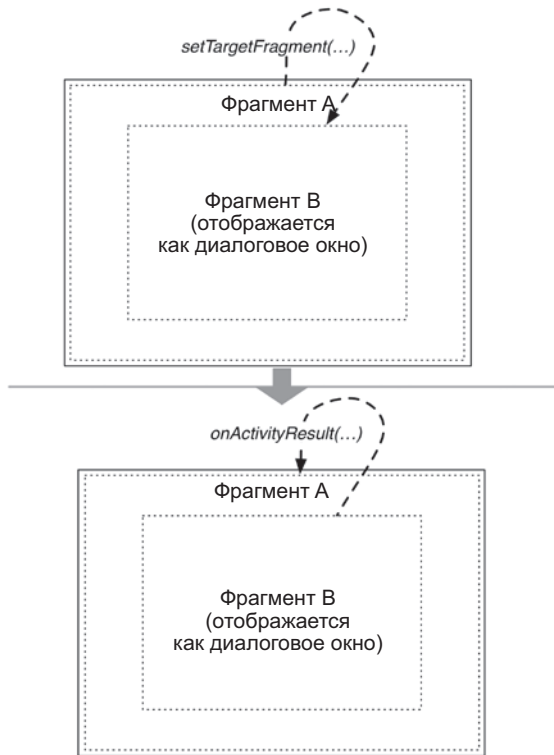 setTargetFragment(…)
Фрагмент А
Фрагмент В
(отображается
как диалоговое окно)
onActivityResult(…)
Фрагмент А
Фрагмент В
(отображается
как диалоговое окно)